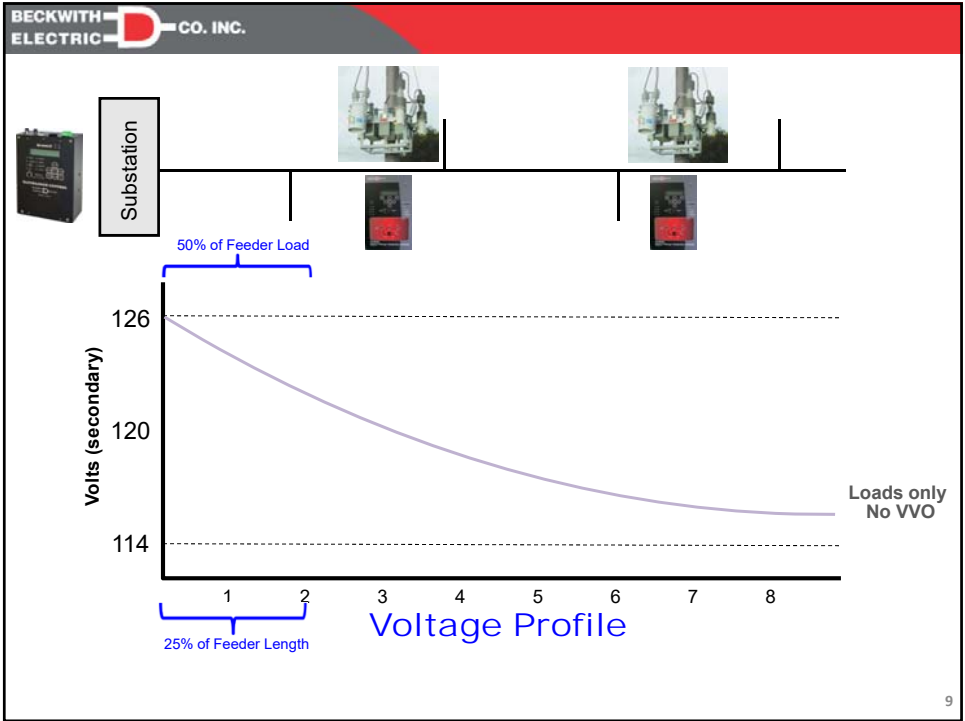 BECKWITH
ELECTRIC
CO. INC.
Substation
50% of Feeder Load
126
120
114
Volts (secondary)
Loads only
No VVO
1 2 3 4 5 6 7 8
25% of Feeder Length
Voltage Profile
9